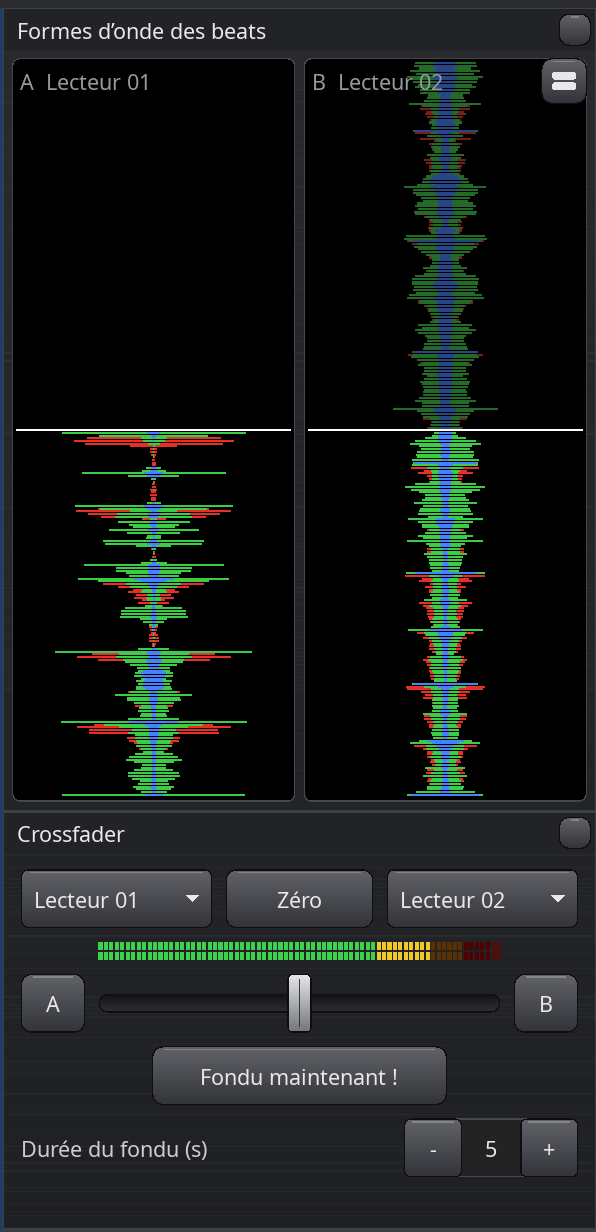 Formes d’onde des beats
A Lecteur 01
B Lecteur 02
Crossfader
Lecteur 01
Zéro
Lecteur 02
A
B
Fondu maintenant !
Durée du fondu (s)
- 5 +